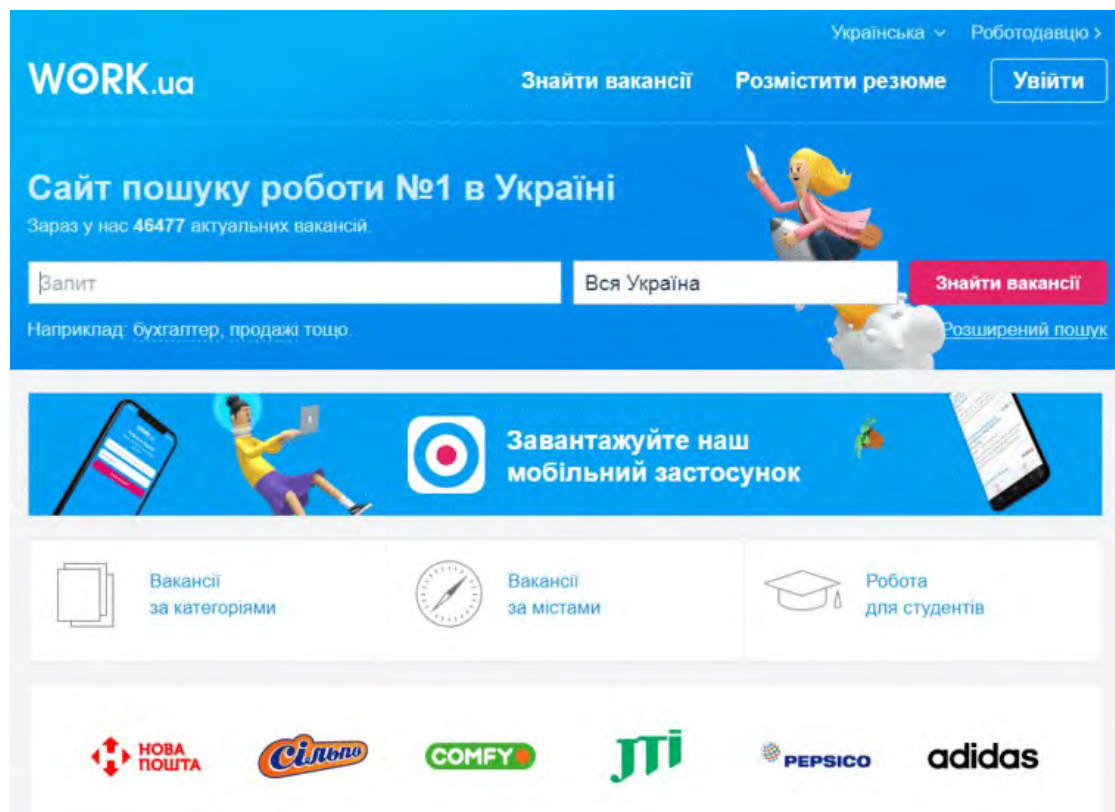 Українська
Роботодавцю >
WORK.ua
Знайти вакансії
Розмістити резюме
Увійти
Сайт пошуку роботи №1 в Україні
Зараз у нас 46477 актуальних вакансій.
Запит
Вся Україна
Знайти вакансії
Наприклад: бухгалтер, продажі тощо.
Розширений пошук
Завантажуйте наш
мобільний застосунок
Вакансії
за категоріями
Вакансії
за містами
Робота
для студентів
НОВА
ПОШТА
Сільпо
COMFY
JTI
PEPSICO
adidas